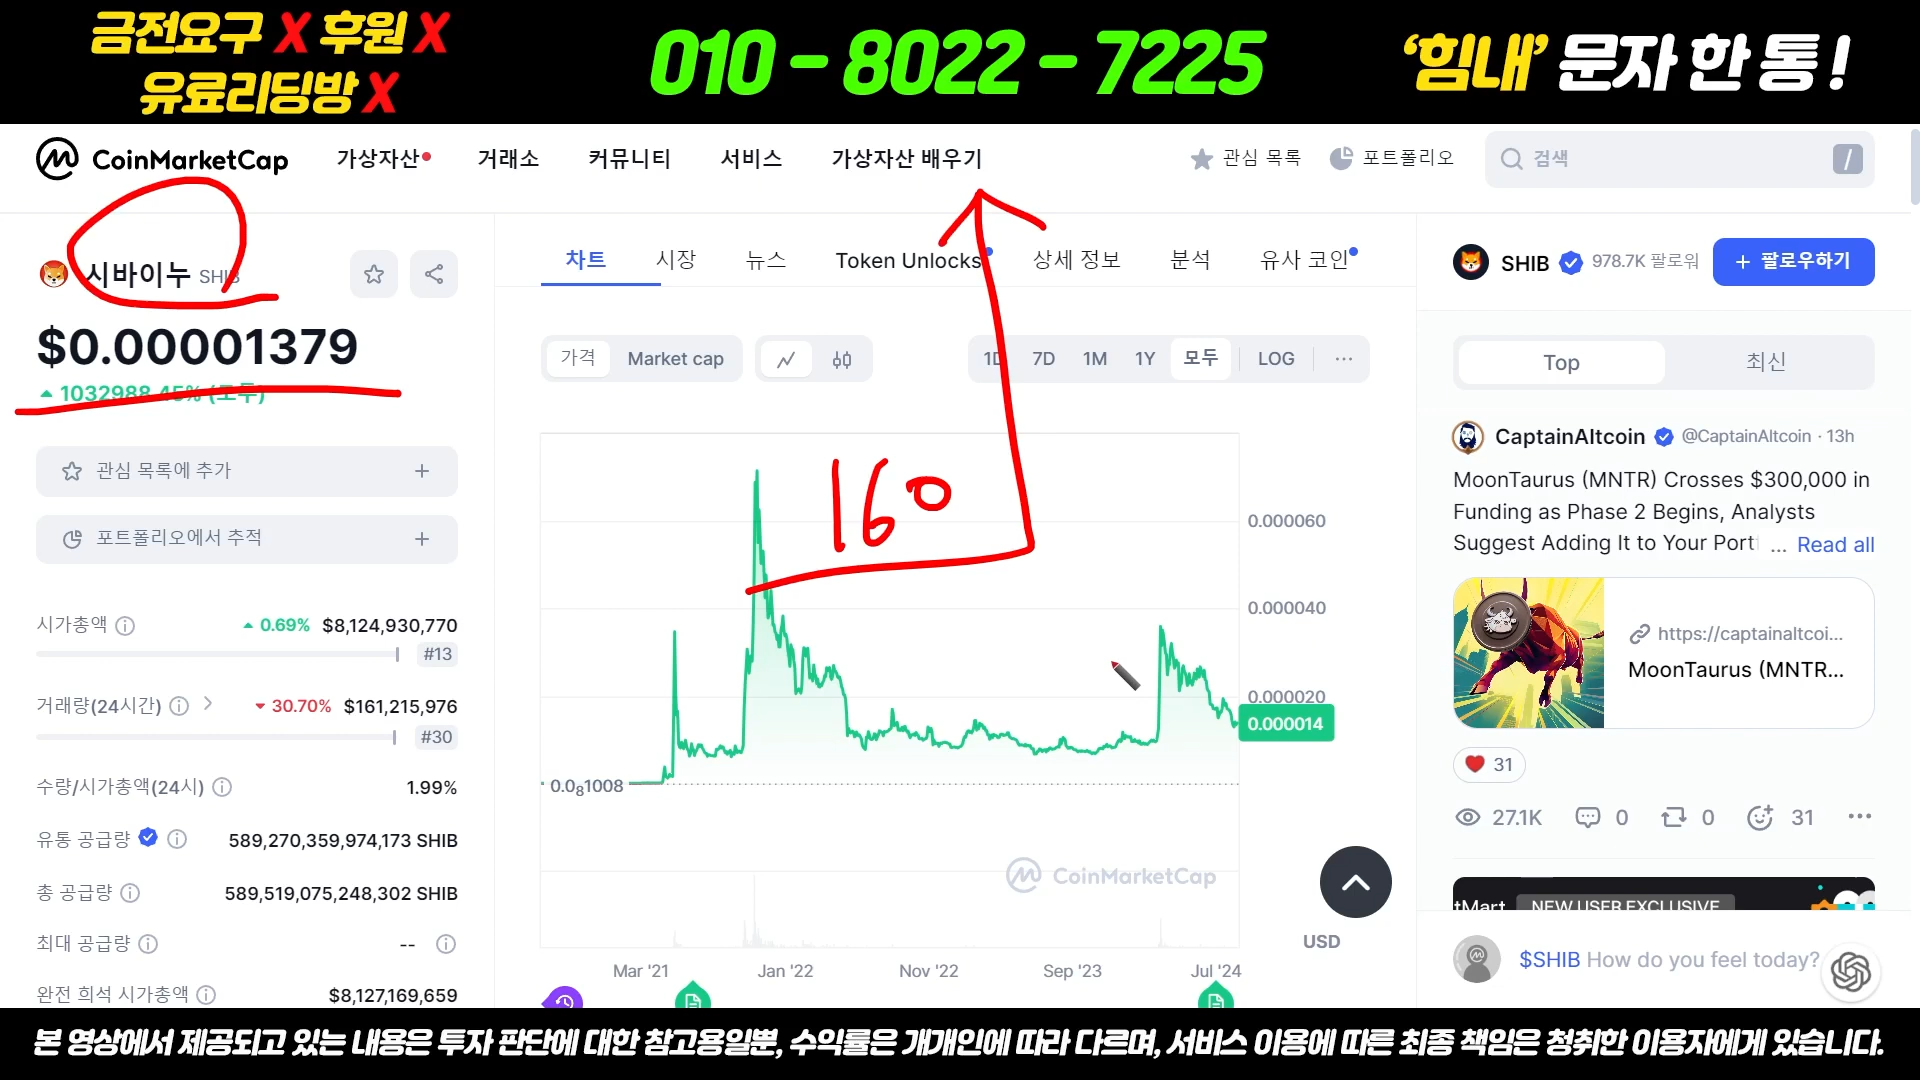 금전요구 X 후원 X
유료리딩방 X
010 - 8022 - 7225
‘힘내’ 문자 한 통 !
CoinMarketCap
가상자산
거래소
커뮤니티
서비스
가상자산 배우기
관심 목록
포트폴리오
검색
/
시바이누 SHIB
$0.00001379
1032988.45% (모두)
관심 목록에 추가 +
포트폴리오에서 추적 +
시가총액 0.69% $8,124,930,770
#13
거래량(24시간) 30.70% $161,215,976
#30
수량/시가총액(24시) 1.99%
유통 공급량 589,270,359,974,173 SHIB
총 공급량 589,519,075,248,302 SHIB
최대 공급량 --
완전 희석 시가총액 $8,127,169,659
차트
시장
뉴스
Token Unlocks
상세 정보
분석
유사 코인
가격
Market cap
1D
7D
1M
1Y
모두
LOG
160
0.000060
0.000040
0.000020
0.000014
0.0₈1008
CoinMarketCap
USD
Mar '21
Jan '22
Nov '22
Sep '23
Jul '24
SHIB 978.7K 팔로워
+ 팔로우하기
Top
최신
CaptainAltcoin @CaptainAltcoin · 13h
MoonTaurus (MNTR) Crosses $300,000 in
Funding as Phase 2 Begins, Analysts
Suggest Adding It to Your Port ... Read all
https://captainaltcoi...
MoonTaurus (MNTR...
31
27.1K
0
0
31
tMart NEW USER EXCLUSIVE
$SHIB How do you feel today?
본 영상에서 제공되고 있는 내용은 투자 판단에 대한 참고용일뿐, 수익률은 개개인에 따라 다르며, 서비스 이용에 따른 최종 책임은 청취한 이용자에게 있습니다.